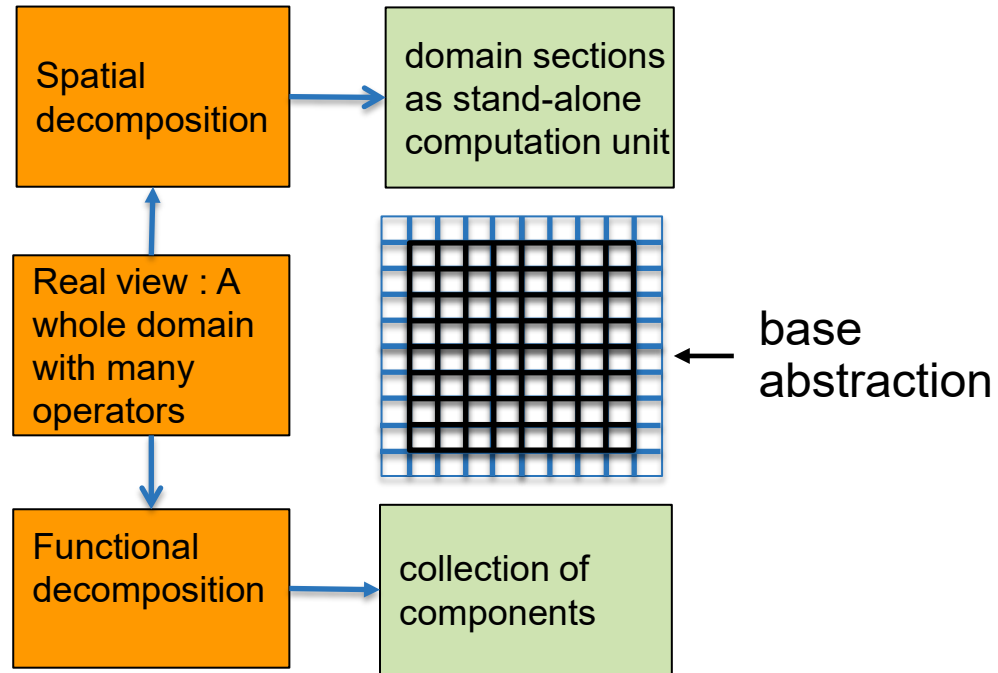 Spatial
decomposition
domain sections
as stand-alone
computation unit
Real view : A
whole domain
with many
operators
base
abstraction
Functional
decomposition
collection of
components